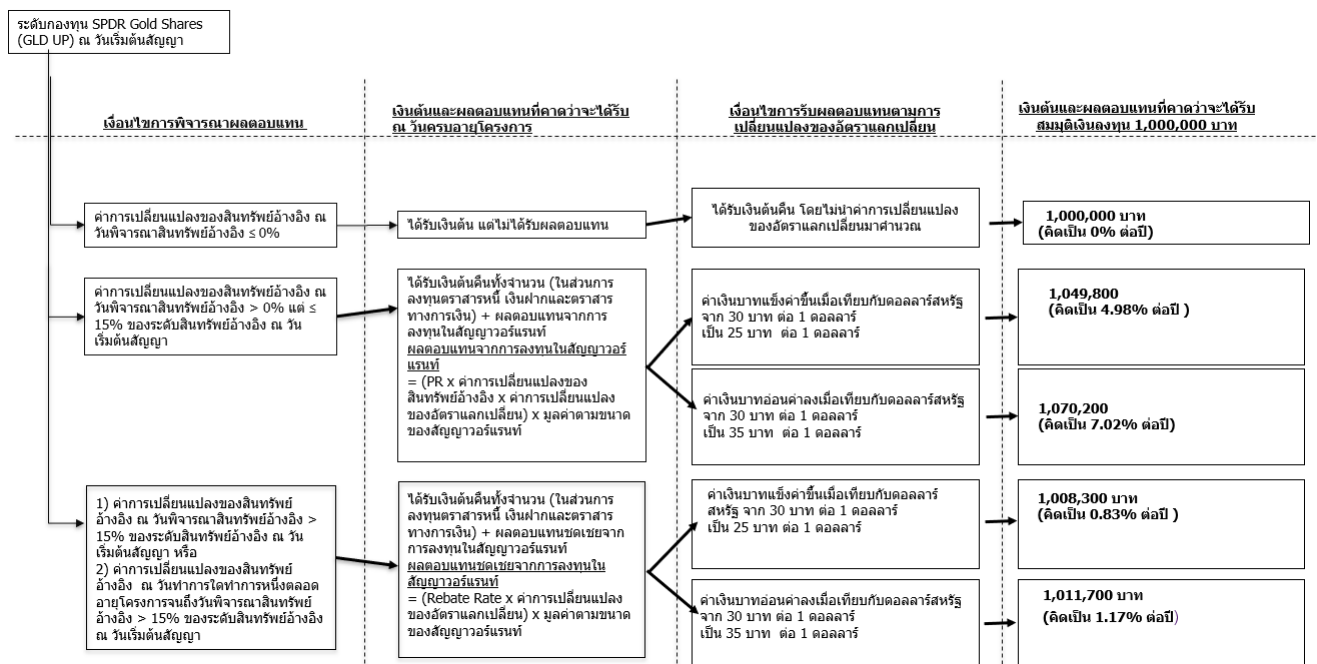 ระดับกองทุน SPDR Gold Shares
(GLD UP) ณ วันเริ่มต้นสัญญา
เงื่อนไขการพิจารณาผลตอบแทน
เงินต้นและผลตอบแทนที่คาดว่าจะได้รับ
ณ วันครบอายุโครงการ
เงื่อนไขการรับผลตอบแทนตามการ
เปลี่ยนแปลงของอัตราแลกเปลี่ยน
เงินต้นและผลตอบแทนที่คาดว่าจะได้รับ
สมมุติเงินลงทุน 1,000,000 บาท
ค่าการเปลี่ยนแปลงของสินทรัพย์อ้างอิง ณ
วันพิจารณาสินทรัพย์อ้างอิง ≤ 0%
ได้รับเงินต้น แต่ไม่ได้รับผลตอบแทน
ได้รับเงินต้นคืน โดยไม่นำค่าการเปลี่ยนแปลง
ของอัตราแลกเปลี่ยนมาคำนวณ
1,000,000 บาท
(คิดเป็น 0% ต่อปี)
ค่าการเปลี่ยนแปลงของสินทรัพย์อ้างอิง ณ
วันพิจารณาสินทรัพย์อ้างอิง > 0% แต่ ≤
15% ของระดับสินทรัพย์อ้างอิง ณ วัน
เริ่มต้นสัญญา
ได้รับเงินต้นคืนทั้งจำนวน (ในส่วนการ
ลงทุนตราสารหนี้ เงินฝากและตราสาร
ทางการเงิน) + ผลตอบแทนจากการ
ลงทุนในสัญญาวอร์แรนท์
ผลตอบแทนจากการลงทุนในสัญญาวอร์
แรนท์
= (PR x ค่าการเปลี่ยนแปลงของ
สินทรัพย์อ้างอิง x ค่าการเปลี่ยนแปลง
ของอัตราแลกเปลี่ยน) x มูลค่าตามขนาด
ของสัญญาวอร์แรนท์
ค่าเงินบาทแข็งค่าขึ้นเมื่อเทียบกับดอลลาร์สหรัฐ
จาก 30 บาท ต่อ 1 ดอลลาร์
เป็น 25 บาท ต่อ 1 ดอลลาร์
1,049,800
(คิดเป็น 4.98% ต่อปี )
ค่าเงินบาทอ่อนค่าลงเมื่อเทียบกับดอลลาร์สหรัฐ
จาก 30 บาท ต่อ 1 ดอลลาร์
เป็น 35 บาท ต่อ 1 ดอลลาร์
1,070,200
(คิดเป็น 7.02% ต่อปี)
1) ค่าการเปลี่ยนแปลงของสินทรัพย์
อ้างอิง ณ วันพิจารณาสินทรัพย์อ้างอิง >
15% ของระดับสินทรัพย์อ้างอิง ณ วัน
เริ่มต้นสัญญา หรือ
2) ค่าการเปลี่ยนแปลงของสินทรัพย์
อ้างอิง ณ วันทำการใดทำการหนึ่งตลอด
อายุโครงการจนถึงวันพิจารณาสินทรัพย์
อ้างอิง > 15% ของระดับสินทรัพย์อ้างอิง
ณ วันเริ่มต้นสัญญา
ได้รับเงินต้นคืนทั้งจำนวน (ในส่วนการ
ลงทุนตราสารหนี้ เงินฝากและตราสาร
ทางการเงิน) + ผลตอบแทนชดเชยจาก
การลงทุนในสัญญาวอร์แรนท์
ผลตอบแทนชดเชยจากการลงทุนใน
สัญญาวอร์แรนท์
= (Rebate Rate x ค่าการเปลี่ยนแปลง
ของอัตราแลกเปลี่ยน) x มูลค่าตามขนาด
ของสัญญาวอร์แรนท์
ค่าเงินบาทแข็งค่าขึ้นเมื่อเทียบกับดอลลาร์
สหรัฐ จาก 30 บาท ต่อ 1 ดอลลาร์
เป็น 25 บาท ต่อ 1 ดอลลาร์
1,008,300 บาท
(คิดเป็น 0.83% ต่อปี )
ค่าเงินบาทอ่อนค่าลงเมื่อเทียบกับดอลลาร์สหรัฐ
จาก 30 บาท ต่อ 1 ดอลลาร์
เป็น 35 บาท ต่อ 1 ดอลลาร์
1,011,700 บาท
(คิดเป็น 1.17% ต่อปี)